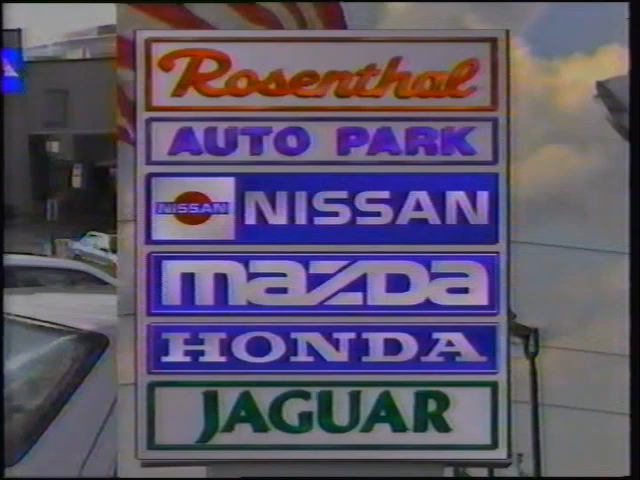 Rosenthal
AUTO PARK
NISSAN NISSAN
mazda
HONDA
JAGUAR